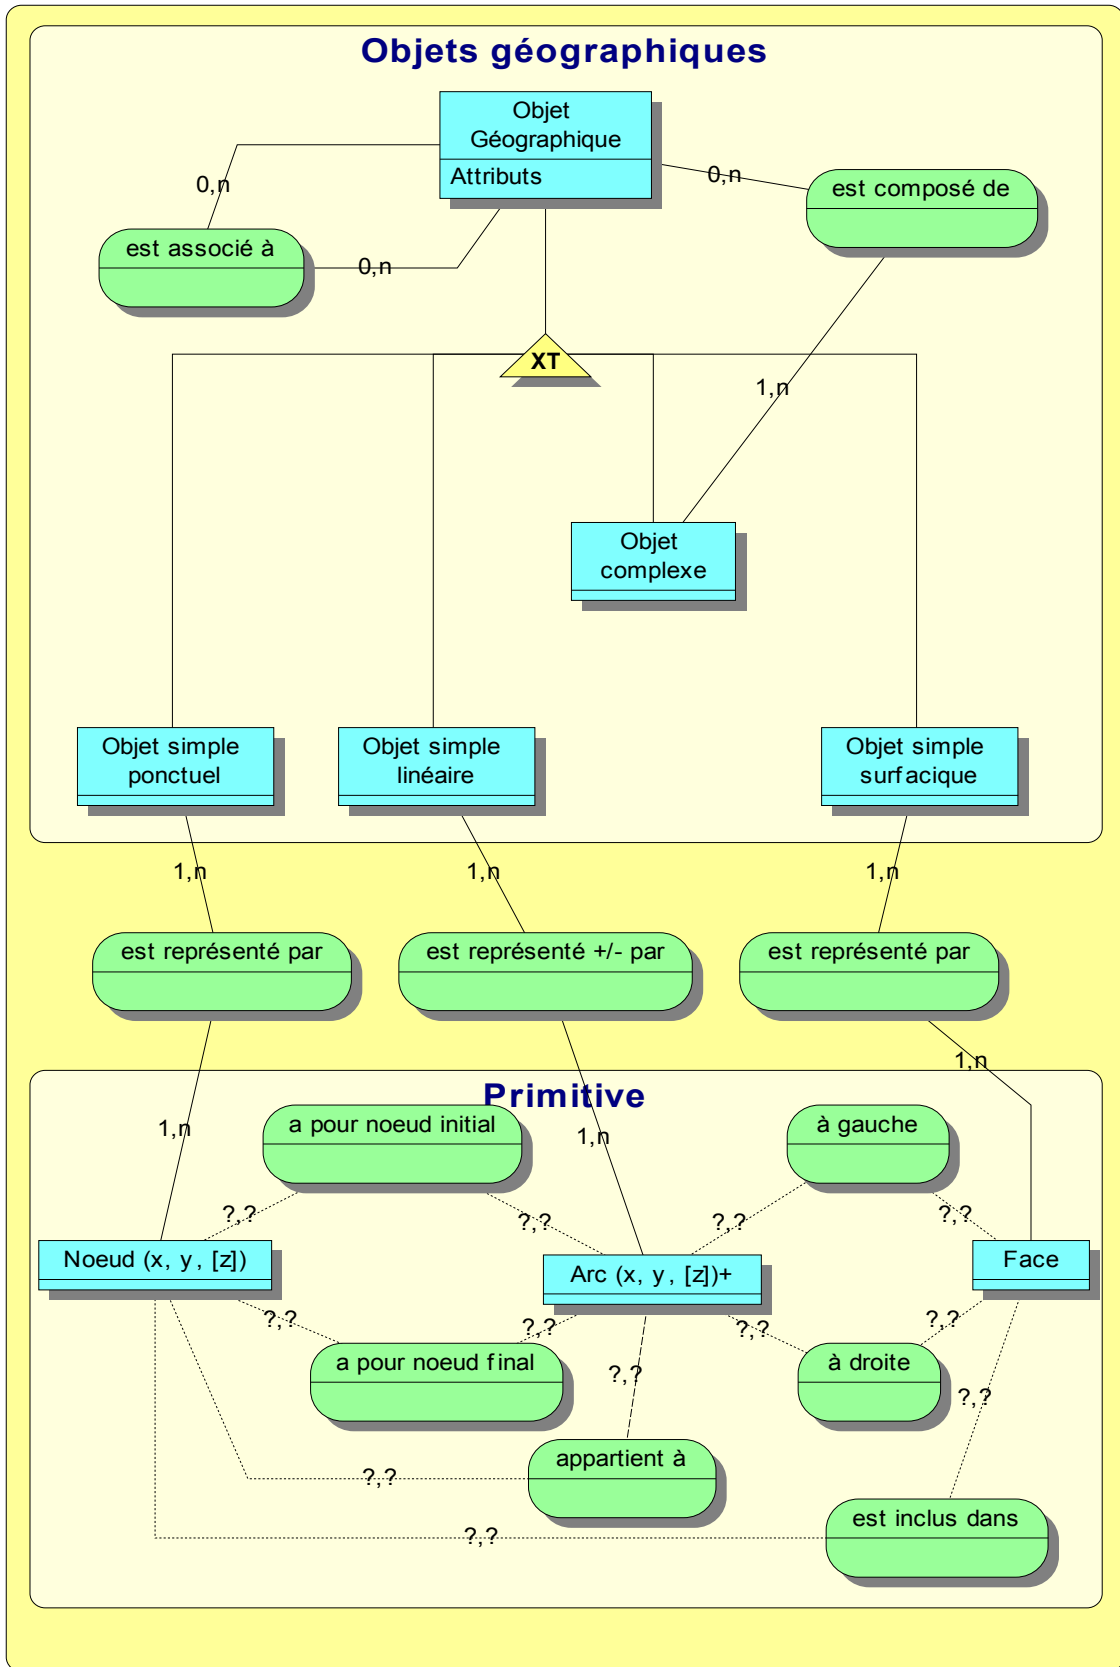 Objets géographiques
Objet
Géographique
Attributs
0,n
est composé de
0,n
est associé à
0,n
XT
1,n
Objet
complexe
Objet simple
ponctuel
Objet simple
linéaire
Objet simple
surfacique
1,n
1,n
1,n
est représenté par
est représenté +/- par
est représenté par
1,n
Primitive
a pour noeud initial
à gauche
1,n
1,n
?,?
?,?
?,?
?,?
Noeud (x, y, [z])
Arc (x, y, [z])+
Face
?,?
?,?
?,?
?,?
a pour noeud final
à droite
?,?
?,?
appartient à
?,?
est inclus dans
?,?